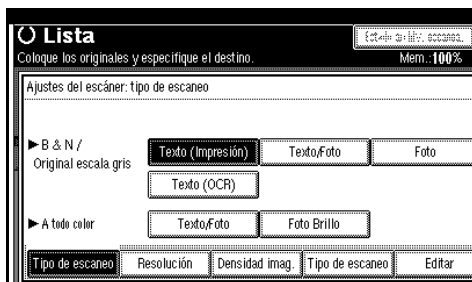 Lista
Coloque los originales y especifique el destino.
Mem.:100%
Ajustes del escáner: tipo de escaneo
B & N /
Original escala gris
Texto (Impresión) Texto/Foto Foto
Texto (OCR)
A todo color Texto/Foto Foto Brillo
Tipo de escaneo Resolución Densidad imag. Tipo de escaneo Editar